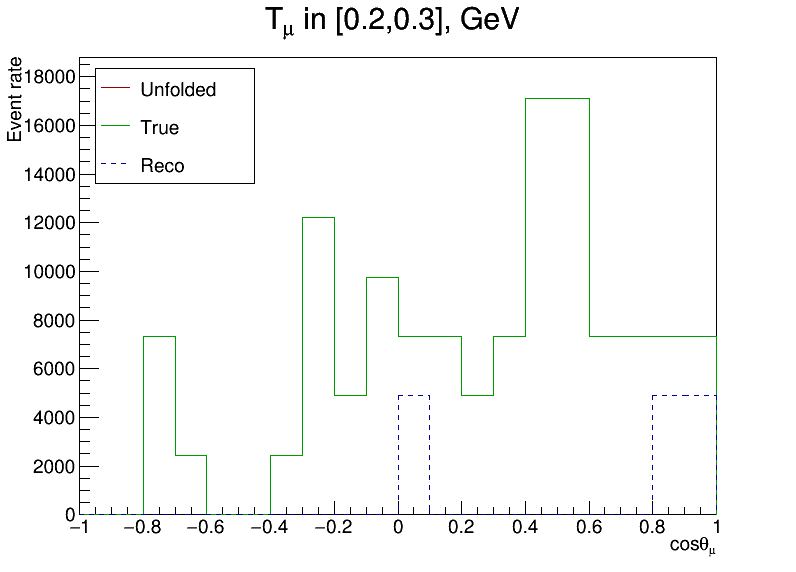 Tμ in [0.2,0.3], GeV
Event rate
Unfolded
True
Reco
18000
16000
14000
12000
10000
8000
6000
4000
2000
0
−1 −0.8 −0.6 −0.4 −0.2 0 0.2 0.4 0.6 0.8 1
cosθμ